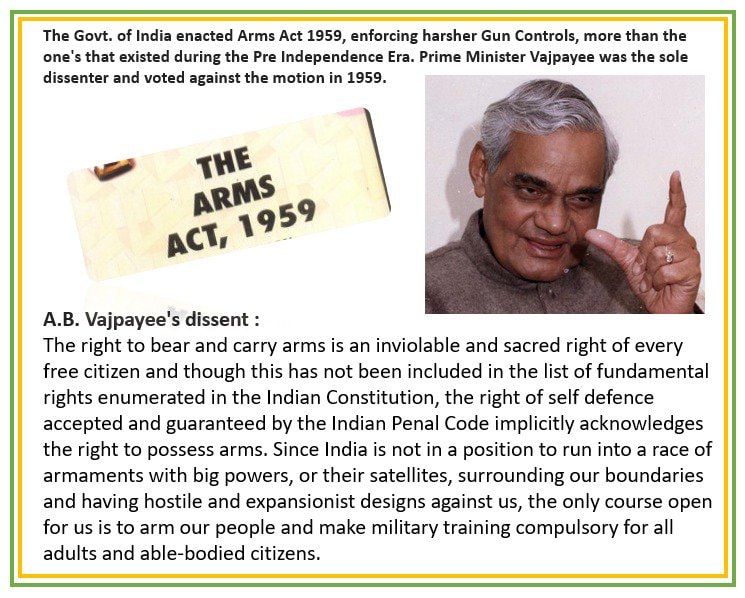 The Govt. of India enacted Arms Act 1959, enforcing harsher Gun Controls, more than the
one's that existed during the Pre Independence Era. Prime Minister Vajpayee was the sole
dissenter and voted against the motion in 1959.
THE
ARMS
ACT, 1959
A.B. Vajpayee's dissent :
The right to bear and carry arms is an inviolable and sacred right of every
free citizen and though this has not been included in the list of fundamental
rights enumerated in the Indian Constitution, the right of self defence
accepted and guaranteed by the Indian Penal Code implicitly acknowledges
the right to possess arms. Since India is not in a position to run into a race of
armaments with big powers, or their satellites, surrounding our boundaries
and having hostile and expansionist designs against us, the only course open
for us is to arm our people and make military training compulsory for all
adults and able-bodied citizens.